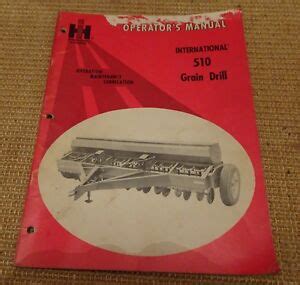 OPERATOR'S MANUAL
INTERNATIONAL
510
Grain Drill
OPERATION
MAINTENANCE
LUBRICATION